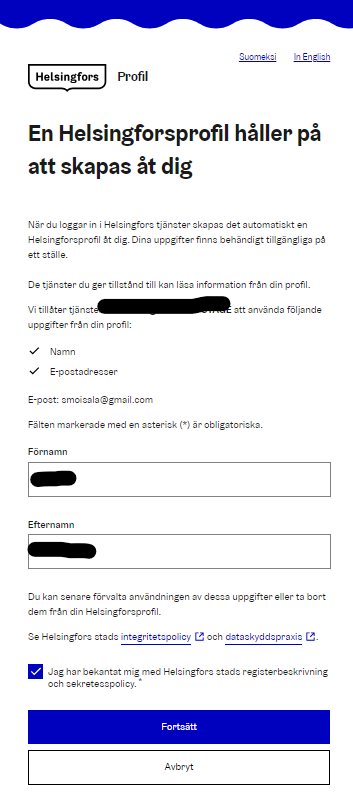 Suomeksi In English
Helsingfors Profil
En Helsingforsprofil håller på
att skapas åt dig
När du loggar in i Helsingfors tjänster skapas det automatiskt en
Helsingforsprofil åt dig. Dina uppgifter finns behändigt tillgängliga på
ett ställe.
De tjänster du ger tillstånd till kan läsa information från din profil.
Vi tillåter tjänste att använda följande
uppgifter från din profil:
Namn
E-postadresser
E-post: smoisala@gmail.com
Fälten markerade med en asterisk (*) är obligatoriska.
Förnamn
Efternamn
Du kan senare förvalta användningen av dessa uppgifter eller ta bort
dem från din Helsingforsprofil.
Se Helsingfors stads integritetspolicy och dataskyddspraxis.
Jag har bekantat mig med Helsingfors stads registerbeskrivning
och sekretesspolicy. *
Fortsätt
Avbryt